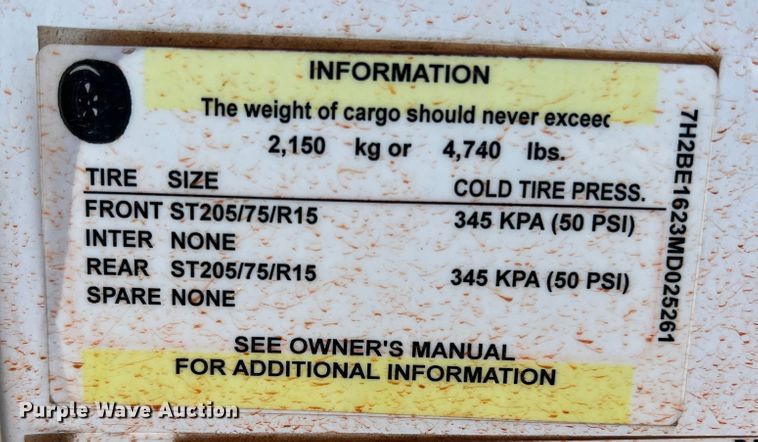 INFORMATION
The weight of cargo should never exceed
2,150 kg or 4,740 lbs.
TIRE SIZE COLD TIRE PRESS.
FRONT ST205/75/R15 345 KPA (50 PSI)
INTER NONE
REAR ST205/75/R15 345 KPA (50 PSI)
SPARE NONE
SEE OWNER'S MANUAL
FOR ADDITIONAL INFORMATION
7H2BE1623MD025261
Purple Wave Auction